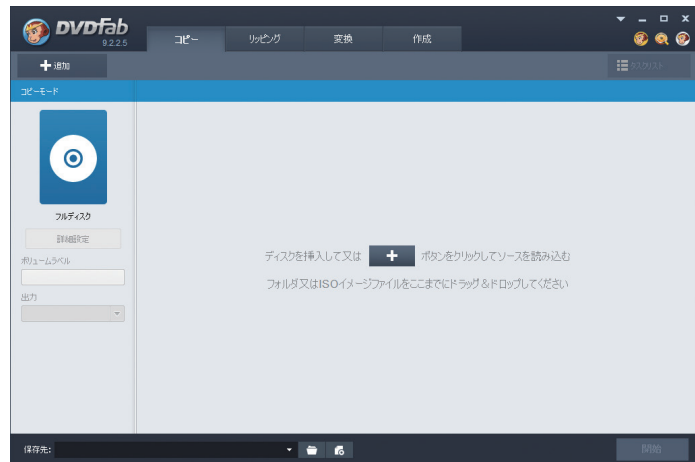 DVDFab
9.2.2.5
コピー リッピング 変換 作成
追加 タスクリスト
コピーモード
フルディスク
詳細設定
ボリュームラベル
出力
ディスクを挿入して又は ボタンをクリックしてソースを読み込む
フォルダ又はISOイメージファイルをここまでにドラッグ&ドロップしてください
保存先: 開始